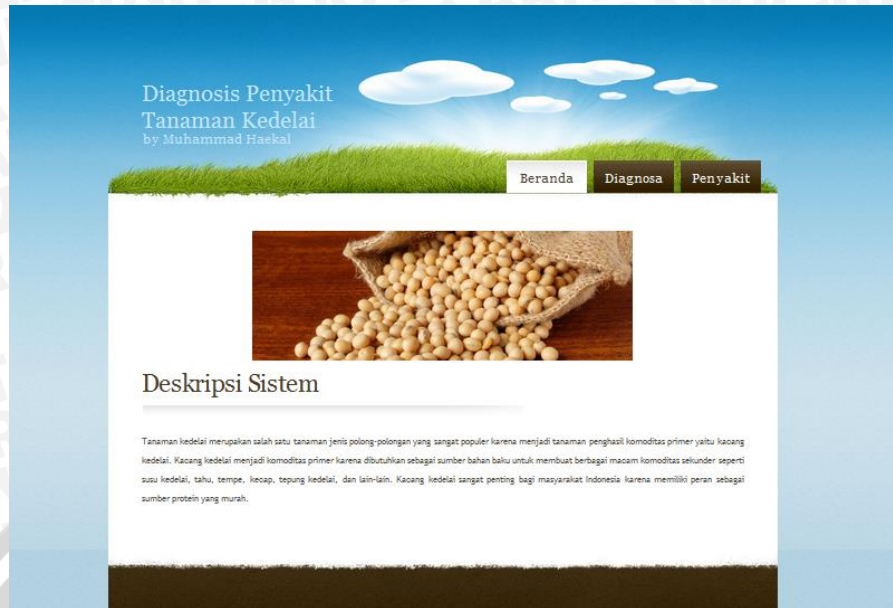 Diagnosis Penyakit
Tanaman Kedelai
by Muhammad Haekal
Beranda Diagnosa Penyakit
Deskripsi Sistem
Tanaman kedelai merupakan salah satu tanaman jenis polong-polongan yang sangat populer karena menjadi tanaman penghasil komoditas primer yaitu kacang
kedelai. Kacang kedelai menjadi komoditas primer karena dibutuhkan sebagai sumber bahan baku untuk membuat berbagai macam komoditas sekunder seperti
susu kedelai, tahu, tempe, kecap, tepung kedelai, dan lain-lain. Kacang kedelai sangat penting bagi masyarakat Indonesia karena memiliki peran sebagai
sumber protein yang murah.